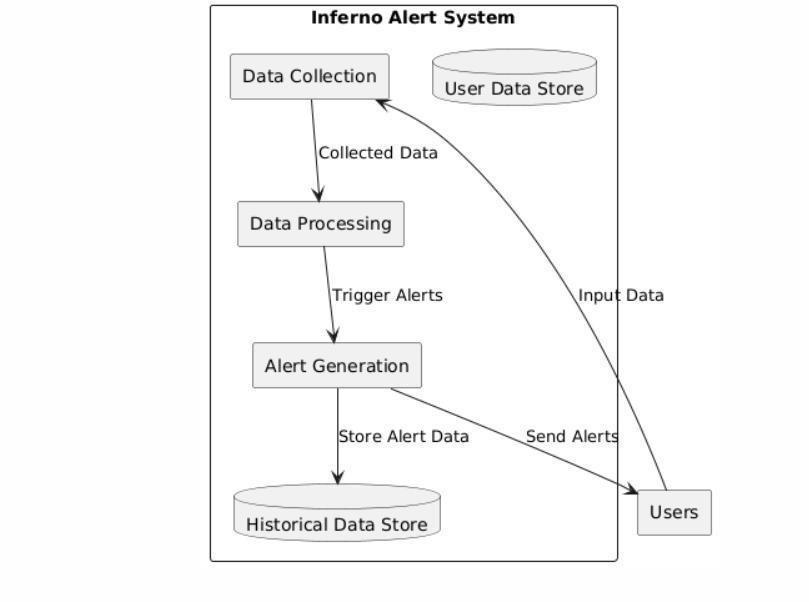 Inferno Alert System
Data Collection
User Data Store
Collected Data
Data Processing
Trigger Alerts
Input Data
Alert Generation
Store Alert Data
Send Alerts
Historical Data Store
Users